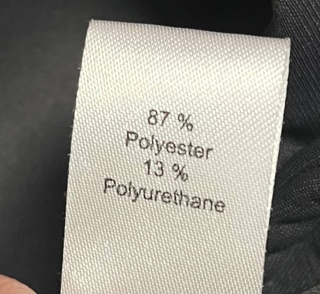 87 %
Polyester
13 %
Polyurethane